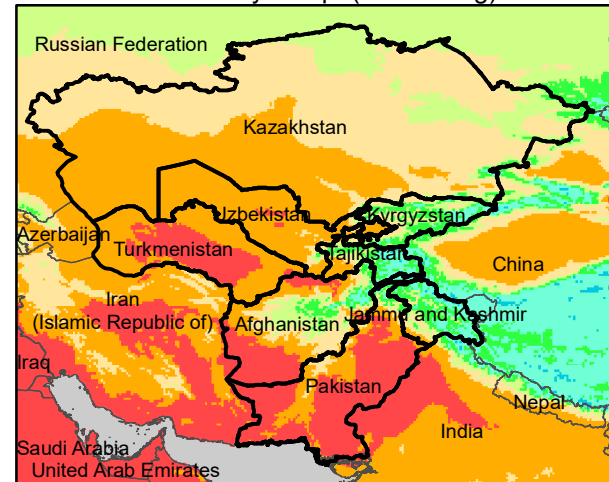 Russian Federation
Kazakhstan
Uzbekistan
Kyrgyzstan
Azerbaijan
Turkmenistan
Tajikistan
China
Iran
(Islamic Republic of)
Afghanistan
Jammu and Kashmir
Iraq
Pakistan
Nepal
India
Saudi Arabia
United Arab Emirates